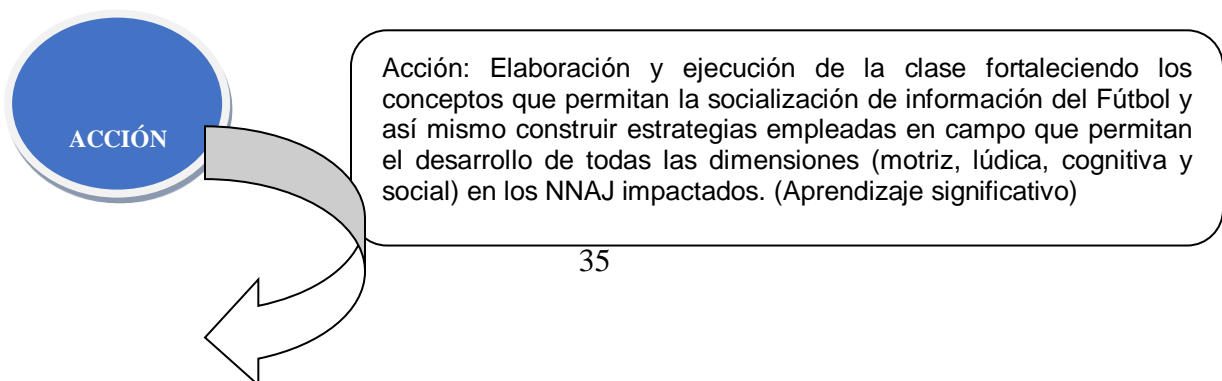 ACCIÓN
Acción: Elaboración y ejecución de la clase fortaleciendo los
conceptos que permitan la socialización de información del Fútbol y
así mismo construir estrategias empleadas en campo que permitan
el desarrollo de todas las dimensiones (motriz, lúdica, cognitiva y
social) en los NNAJ impactados. (Aprendizaje significativo)
35